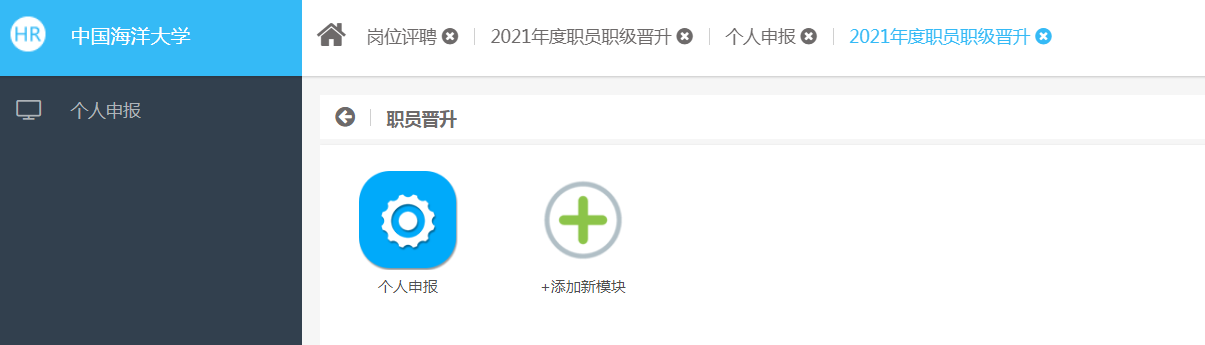 HR 中国海洋大学
岗位评聘 2021年度职员职级晋升 个人申报 2021年度职员职级晋升
个人申报
职员晋升
个人申报 +添加新模块